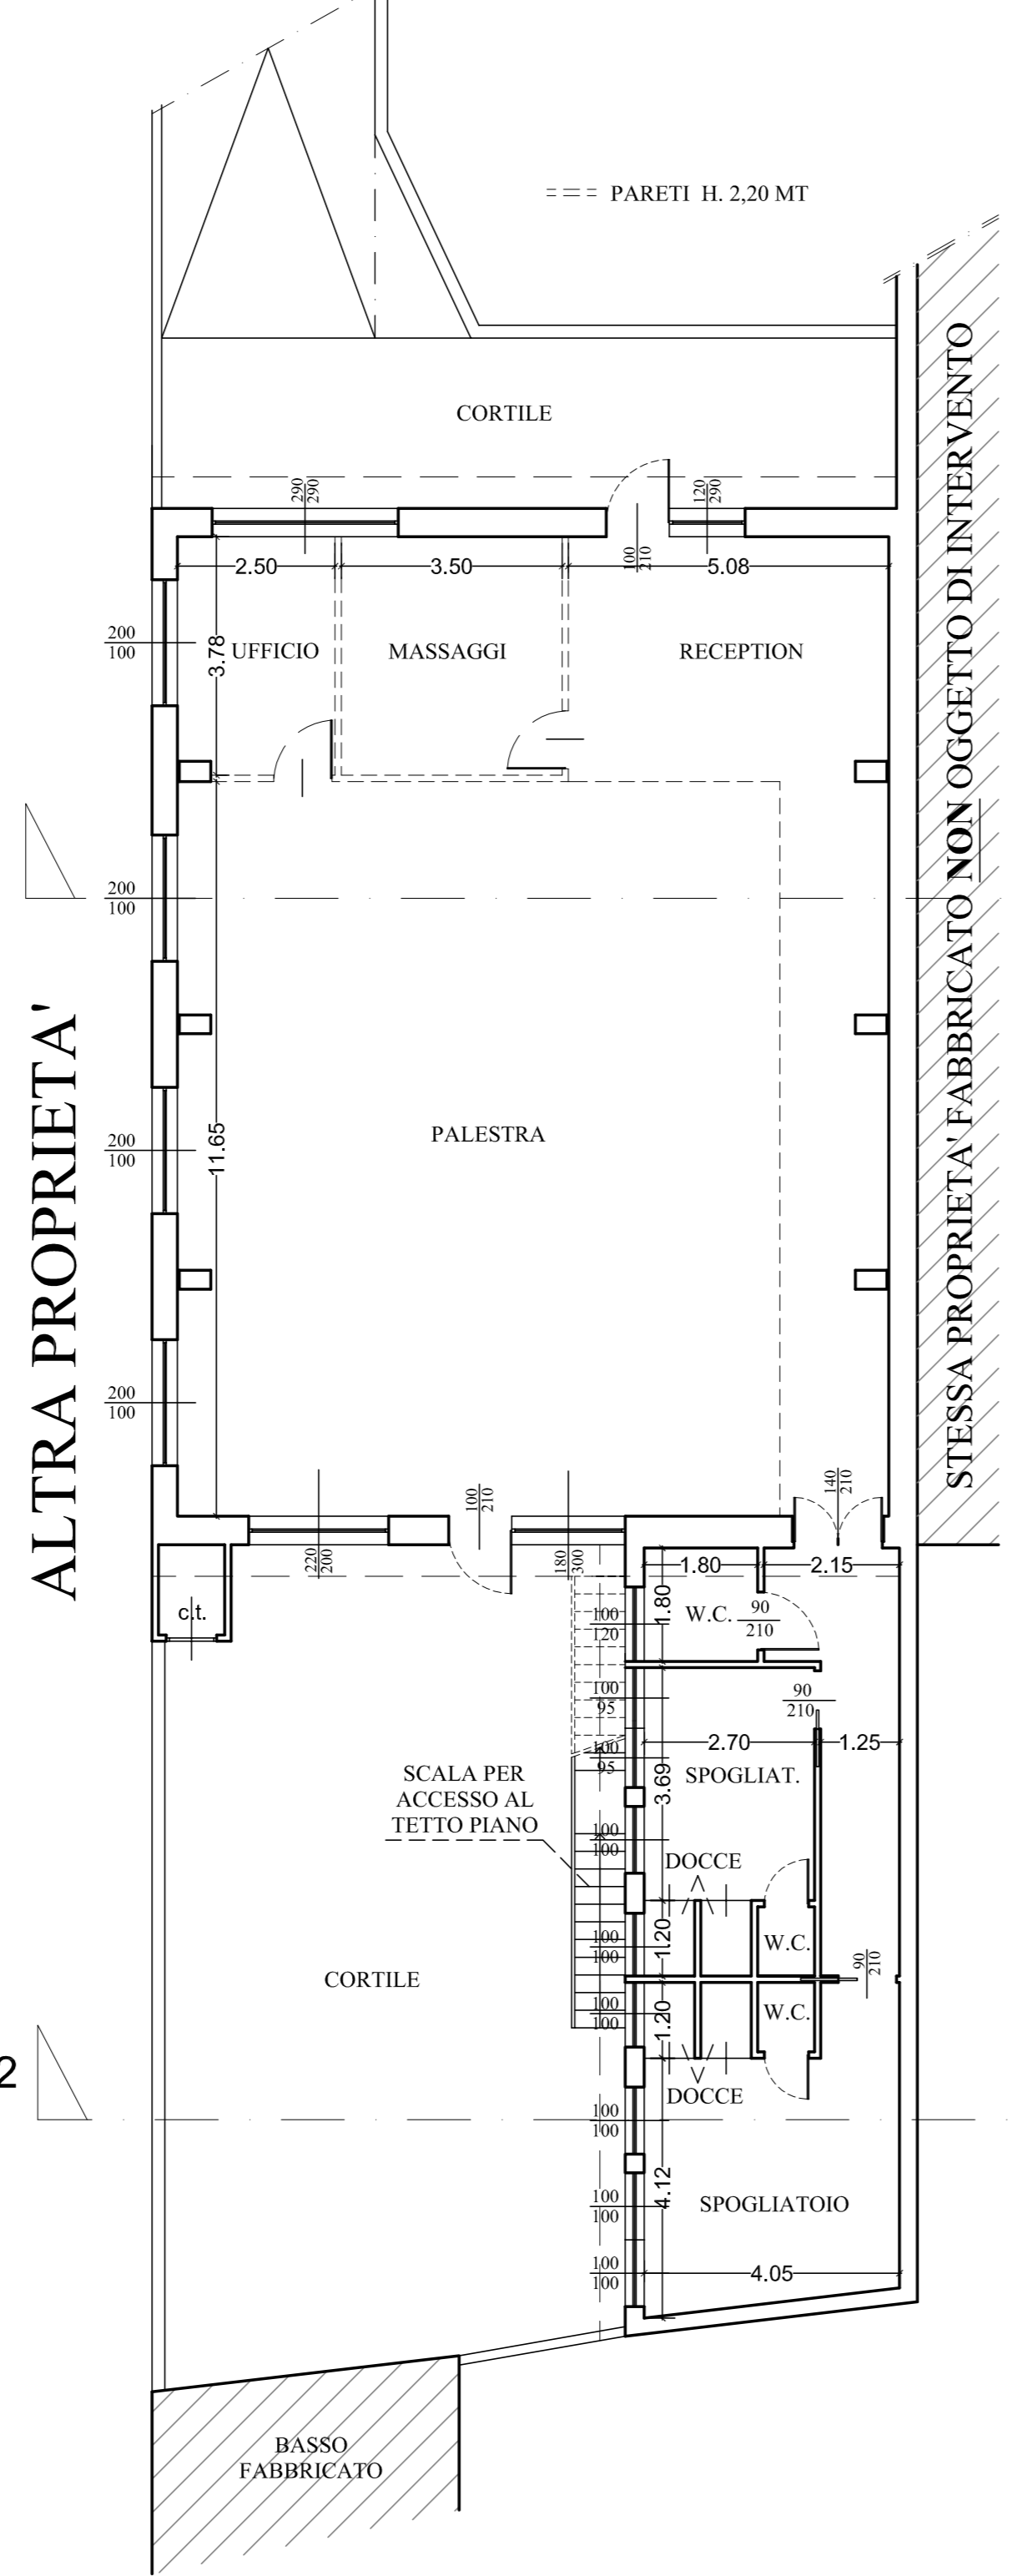 PARETI H. 2,20 MT
CORTILE
290
290
120
290
100
210
2.50
3.50
5.08
200
100
3.78
UFFICIO
MASSAGGI
RECEPTION
200
100
ALTRA PROPRIETA'
STESSA PROPRIETA' FABBRICATO NON OGGETTO DI INTERVENTO
11.65
PALESTRA
200
100
200
100
220
200
100
210
180
300
140
210
c.t.
1.80
2.15
1.80
W.C.
90
210
100
120
100
95
90
210
2.70
1.25
100
95
3.69
SPOGLIAT.
SCALA PER
ACCESSO AL
TETTO PIANO
100
100
DOCCE
100
100
1.20
W.C.
90
210
CORTILE
100
100
1.20
W.C.
2
DOCCE
100
100
100
100
4.12
SPOGLIATOIO
100
100
4.05
BASSO
FABBRICATO